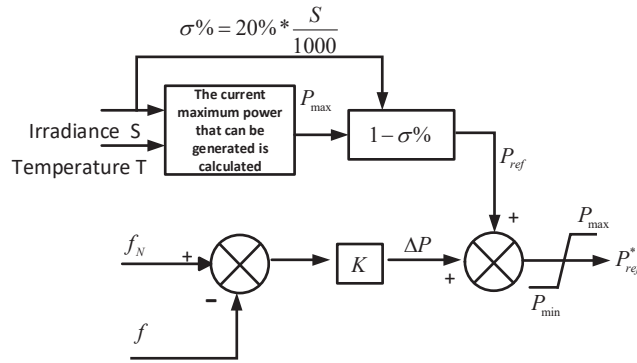 σ% = 20% * S/1000
The current
maximum power
that can be
generated is
calculated
P_max
1 − σ%
Irradiance S
Temperature T
P_ref
f_N
+
−
f
K
ΔP
+
+
P_max
P_min
P*_ref